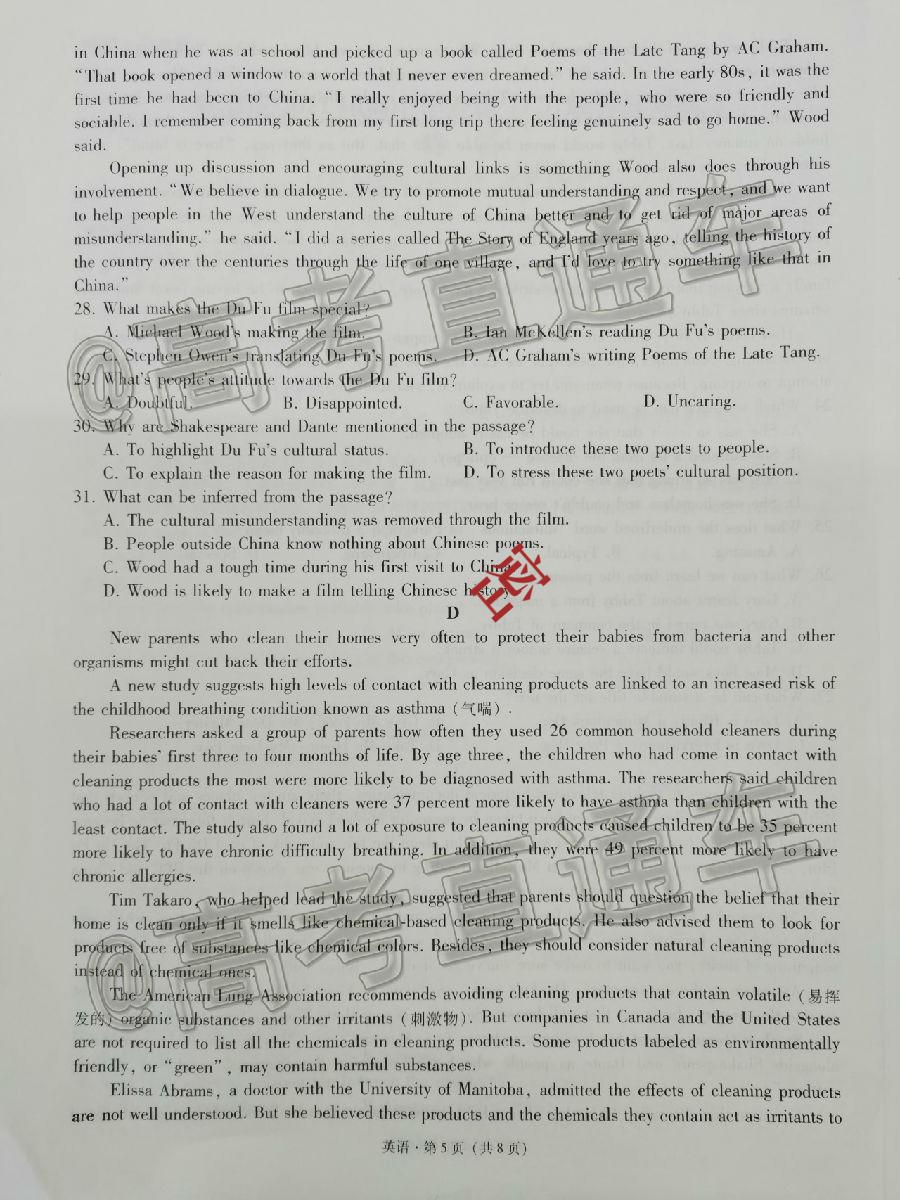 in China when he was at school and picked up a book called Poems of the Late Tang by AC Graham.
“That book opened a window to a world that I never even dreamed.” he said. In the early 80s, it was the
first time he had been to China. “I really enjoyed being with the people, who were so friendly and
sociable. I remember coming back from my first long trip there feeling genuinely sad to go home.” Wood
said.
Opening up discussion and encouraging cultural links is something Wood also does through his
involvement. “We believe in dialogue. We try to promote mutual understanding and respect, and we want
to help people in the West understand the culture of China better and to get rid of major areas of
misunderstanding.” he said. “I did a series called The Story of England years ago, telling the history of
the country over the centuries through the life of one village, and I'd love to try something like that in
China.”
28. What makes the Du Fu film special?
A. Michael Wood's making the film. B. Ian McKellen's reading Du Fu's poems.
C. Stephen Owen's translating Du Fu's poems. D. AC Graham's writing Poems of the Late Tang.
29. What's people's attitude towards the Du Fu film?
A. Doubtful. B. Disappointed. C. Favorable. D. Uncaring.
30. Why are Shakespeare and Dante mentioned in the passage?
A. To highlight Du Fu's cultural status. B. To introduce these two poets to people.
C. To explain the reason for making the film. D. To stress these two poets' cultural position.
31. What can be inferred from the passage?
A. The cultural misunderstanding was removed through the film.
B. People outside China know nothing about Chinese poems.
C. Wood had a tough time during his first visit to China.
D. Wood is likely to make a film telling Chinese history.
密
D
New parents who clean their homes very often to protect their babies from bacteria and other
organisms might cut back their efforts.
A new study suggests high levels of contact with cleaning products are linked to an increased risk of
the childhood breathing condition known as asthma (气喘).
Researchers asked a group of parents how often they used 26 common household cleaners during
their babies' first three to four months of life. By age three, the children who had come in contact with
cleaning products the most were more likely to be diagnosed with asthma. The researchers said children
who had a lot of contact with cleaners were 37 percent more likely to have asthma than children with the
least contact. The study also found a lot of exposure to cleaning products caused children to be 35 percent
more likely to have chronic difficulty breathing. In addition, they were 49 percent more likely to have
chronic allergies.
Tim Takaro, who helped lead the study, suggested that parents should question the belief that their
home is clean only if it smells like chemical-based cleaning products. He also advised them to look for
products free of substances like chemical colors. Besides, they should consider natural cleaning products
instead of chemical ones.
The American Lung Association recommends avoiding cleaning products that contain volatile (易挥
发的) organic substances and other irritants (刺激物). But companies in Canada and the United States
are not required to list all the chemicals in cleaning products. Some products labeled as environmentally
friendly, or “green”, may contain harmful substances.
Elissa Abrams, a doctor with the University of Manitoba, admitted the effects of cleaning products
are not well understood. But she believed these products and the chemicals they contain act as irritants to
英语·第5页(共8页)
@高考直通车
@高考直通车